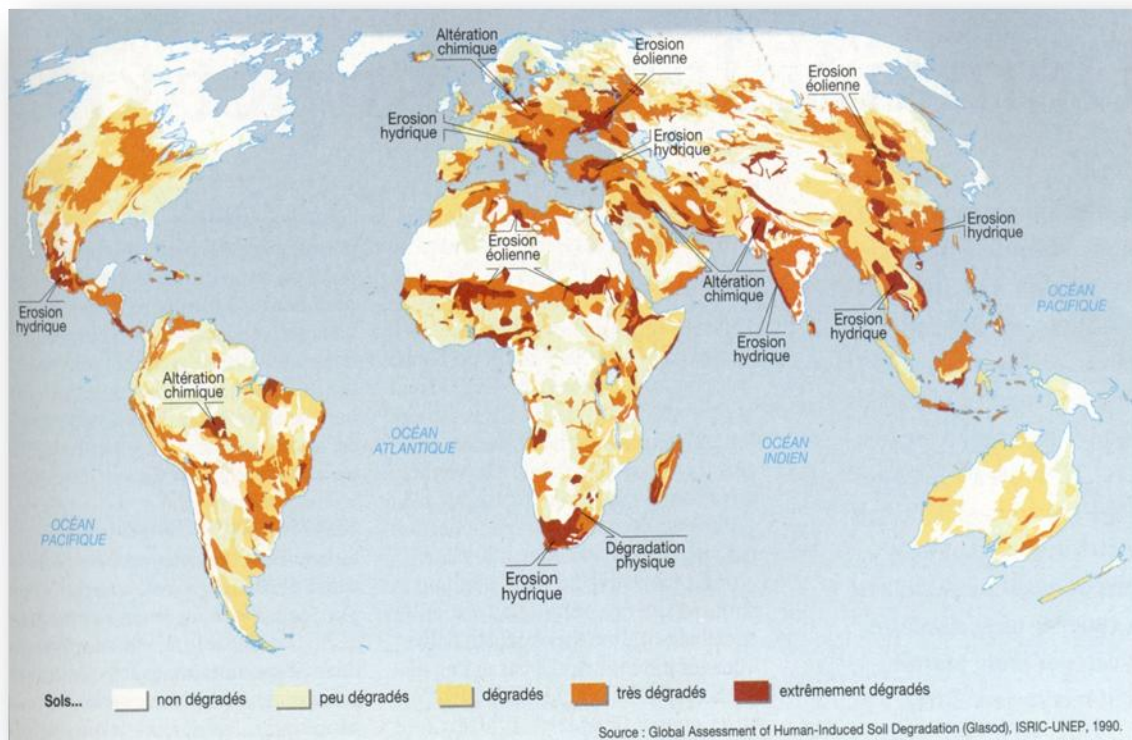 Altération
chimique
Erosion
éolienne
Erosion
éolienne
Erosion
hydrique
Erosion
hydrique
Erosion
hydrique
Erosion
éolienne
Altération
chimique
Erosion
hydrique
Erosion
hydrique
Erosion
hydrique
OCÉAN
PACIFIQUE
Altération
chimique
OCÉAN
ATLANTIQUE
OCÉAN
INDIEN
OCÉAN
PACIFIQUE
Dégradation
physique
Erosion
hydrique
Sols... non dégradés peu dégradés dégradés très dégradés extrêmement dégradés
Source : Global Assessment of Human-Induced Soil Degradation (Glasod), ISRIC-UNEP, 1990.